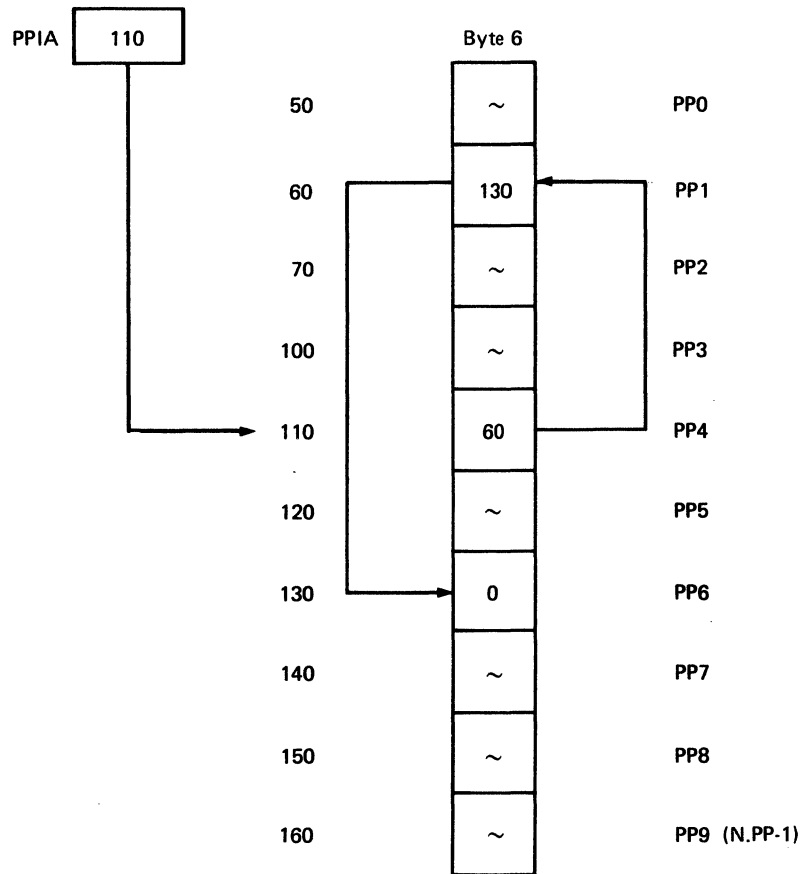 PPIA 110
Byte 6
50 ~ PP0
60 130 PP1
70 ~ PP2
100 ~ PP3
110 60 PP4
120 ~ PP5
130 0 PP6
140 ~ PP7
150 ~ PP8
160 ~ PP9 (N.PP-1)